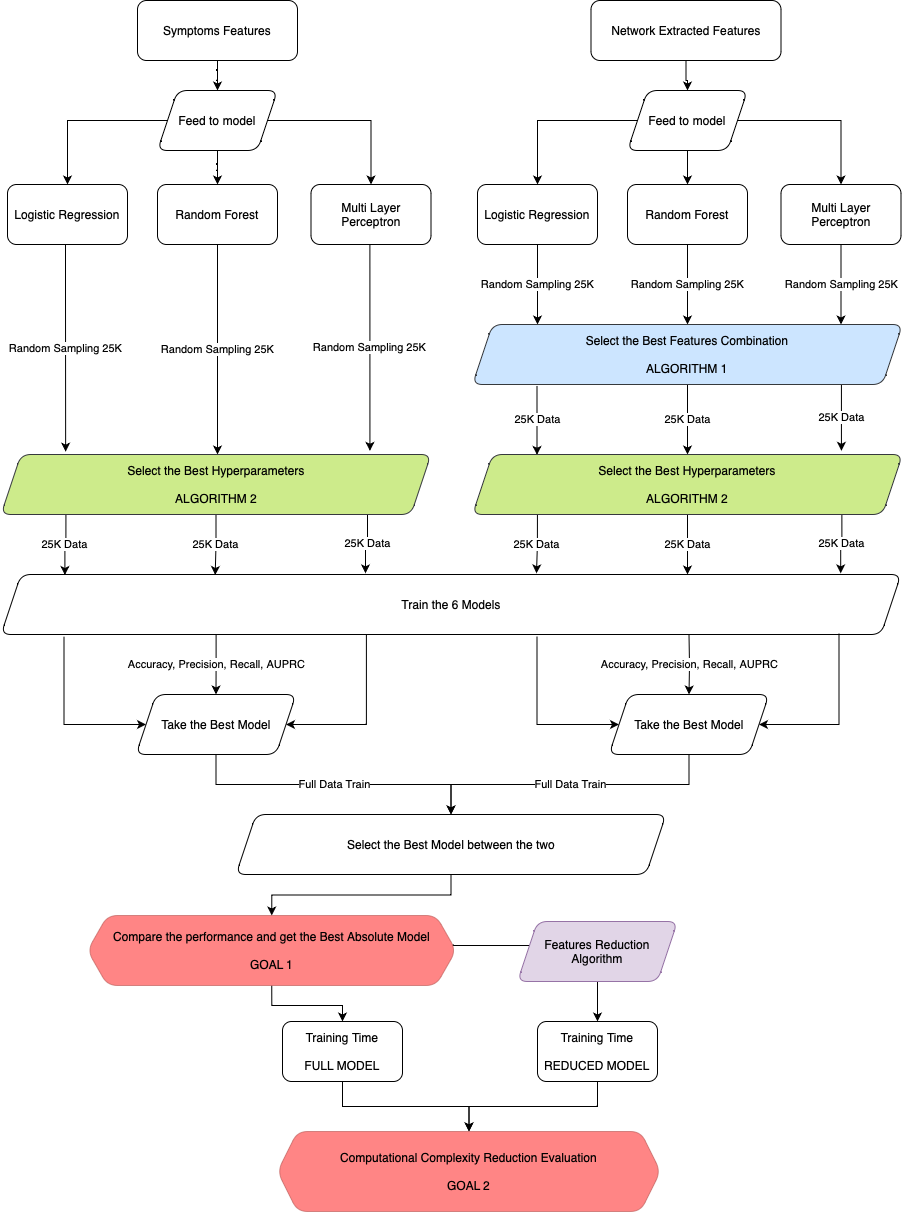 Symptoms Features
Network Extracted Features
Feed to model
Feed to model
Logistic Regression
Random Forest
Multi Layer
Perceptron
Logistic Regression
Random Forest
Multi Layer
Perceptron
Random Sampling 25K
Random Sampling 25K
Random Sampling 25K
Select the Best Features Combination
ALGORITHM 1
Random Sampling 25K
Random Sampling 25K
Random Sampling 25K
25K Data
25K Data
25K Data
Select the Best Hyperparameters
ALGORITHM 2
Select the Best Hyperparameters
ALGORITHM 2
25K Data
25K Data
25K Data
25K Data
25K Data
25K Data
Train the 6 Models
Accuracy, Precision, Recall, AUPRC
Accuracy, Precision, Recall, AUPRC
Take the Best Model
Take the Best Model
Full Data Train
Full Data Train
Select the Best Model between the two
Compare the performance and get the Best Absolute Model
GOAL 1
Features Reduction
Algorithm
Training Time
FULL MODEL
Training Time
REDUCED MODEL
Computational Complexity Reduction Evaluation
GOAL 2